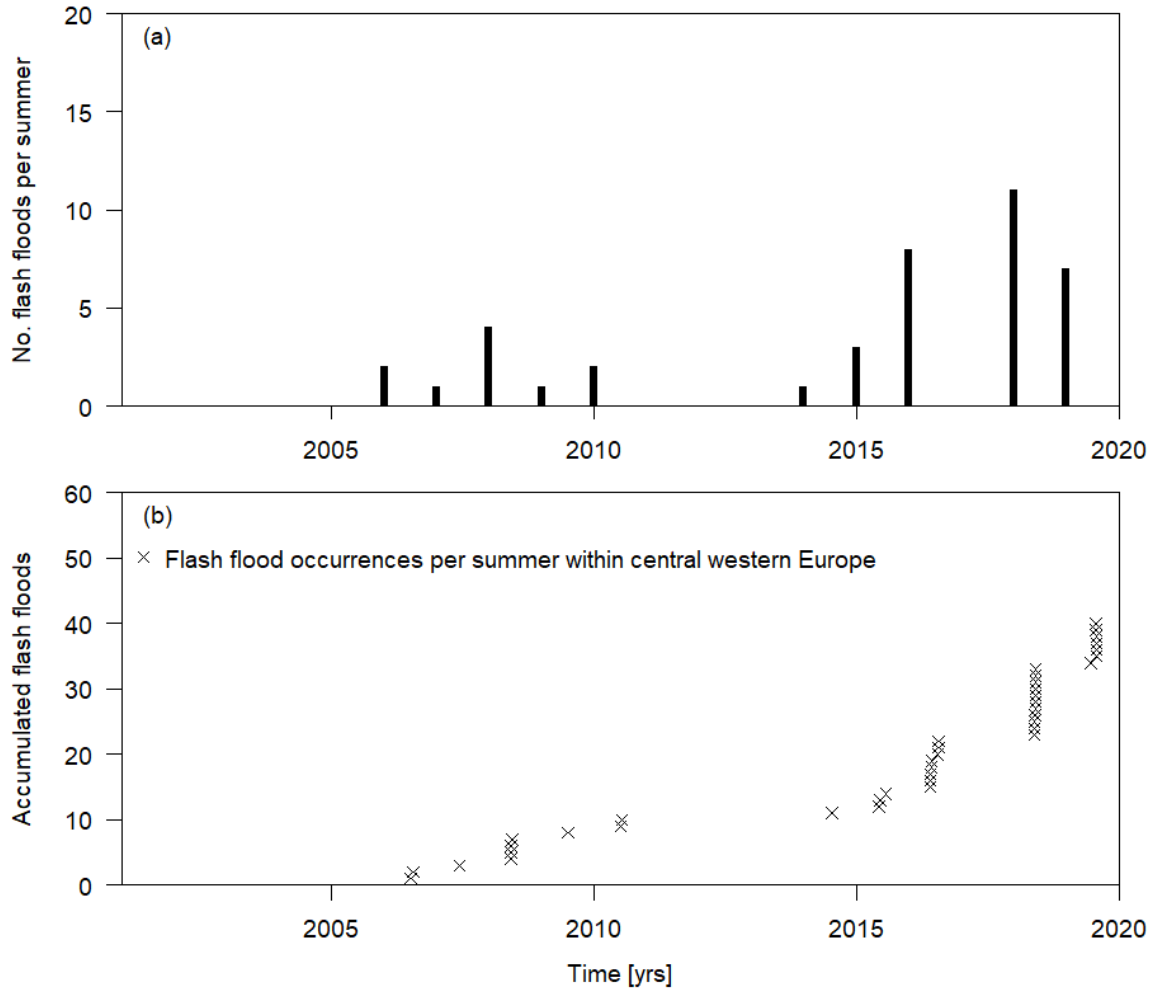 (a)
No. flash floods per summer
20
15
10
5
0
2005 2010 2015 2020
(b)
Flash flood occurrences per summer within central western Europe
Accumulated flash floods
60
50
40
30
20
10
0
2005 2010 2015 2020
Time [yrs]